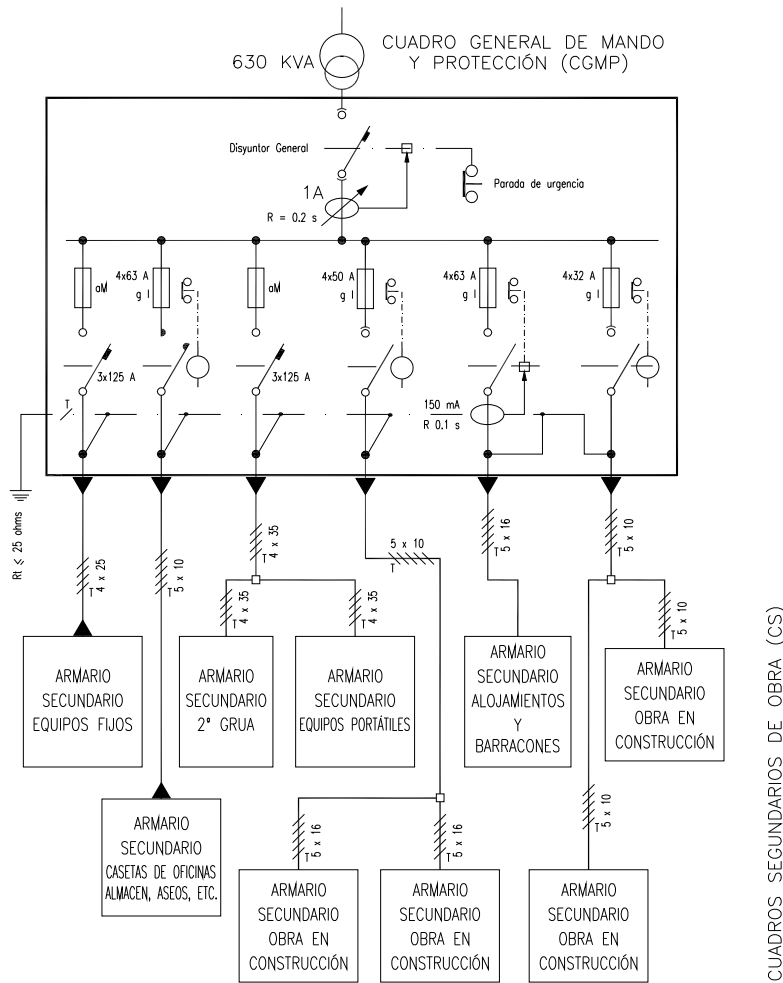 CUADRO GENERAL DE MANDO
Y PROTECCIÓN (CGMP)
630 KVA
Disyuntor General
Parada de urgencia
1A
R = 0.2 s
aM
4x63 A
g I
aM
4x50 A
g I
4x63 A
g I
4x32 A
g I
3x125 A
3x125 A
T
150 mA
R 0.1 s
Rt ≤ 25 ohms
T 4 x 25
T 5 x 10
T 4 x 35
5 x 10
T
T 5 x 16
T 5 x 10
T 4 x 35
T 4 x 35
T 5 x 10
ARMARIO
SECUNDARIO
EQUIPOS FIJOS
ARMARIO
SECUNDARIO
2ª GRUA
ARMARIO
SECUNDARIO
EQUIPOS PORTÁTILES
ARMARIO
SECUNDARIO
ALOJAMIENTOS
Y
BARRACONES
ARMARIO
SECUNDARIO
OBRA EN
CONSTRUCCIÓN
ARMARIO
SECUNDARIO
CASETAS DE OFICINAS
ALMACEN, ASEOS, ETC.
T 5 x 16
T 5 x 16
T 5 x 10
ARMARIO
SECUNDARIO
OBRA EN
CONSTRUCCIÓN
ARMARIO
SECUNDARIO
OBRA EN
CONSTRUCCIÓN
ARMARIO
SECUNDARIO
OBRA EN
CONSTRUCCIÓN
CUADROS SEGUNDARIOS DE OBRA (CS)